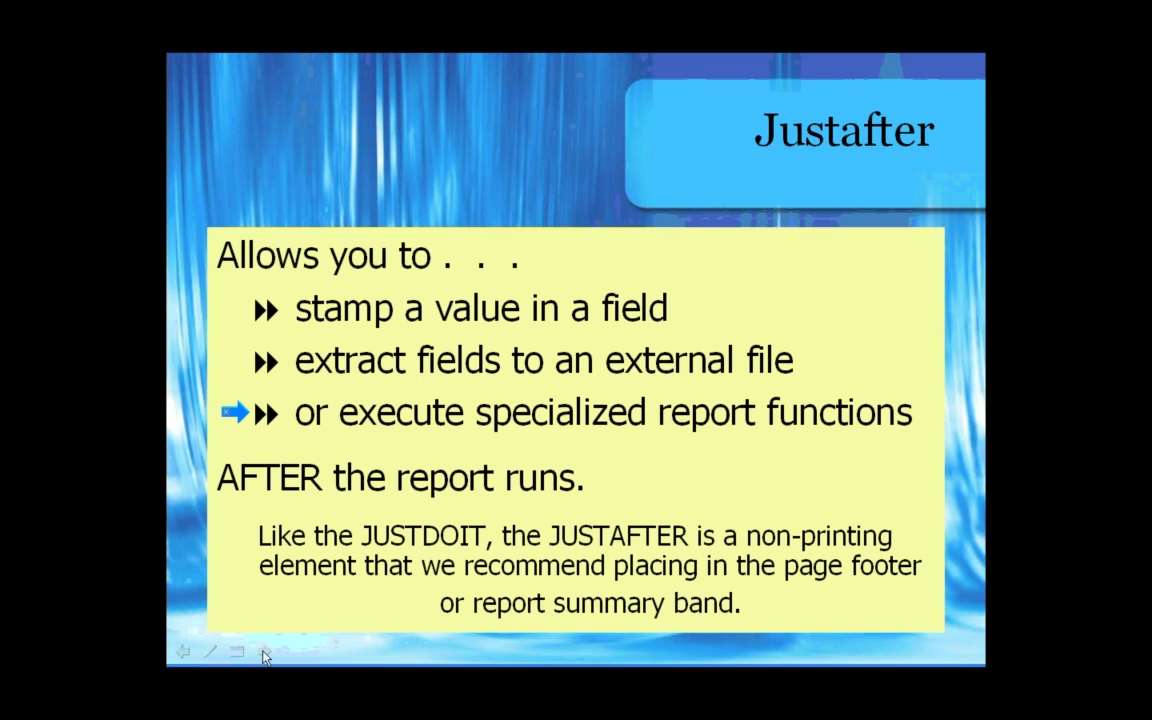 Justafter
Allows you to . . .
stamp a value in a field
extract fields to an external file
or execute specialized report functions
AFTER the report runs.
Like the JUSTDOIT, the JUSTAFTER is a non-printing
element that we recommend placing in the page footer
or report summary band.